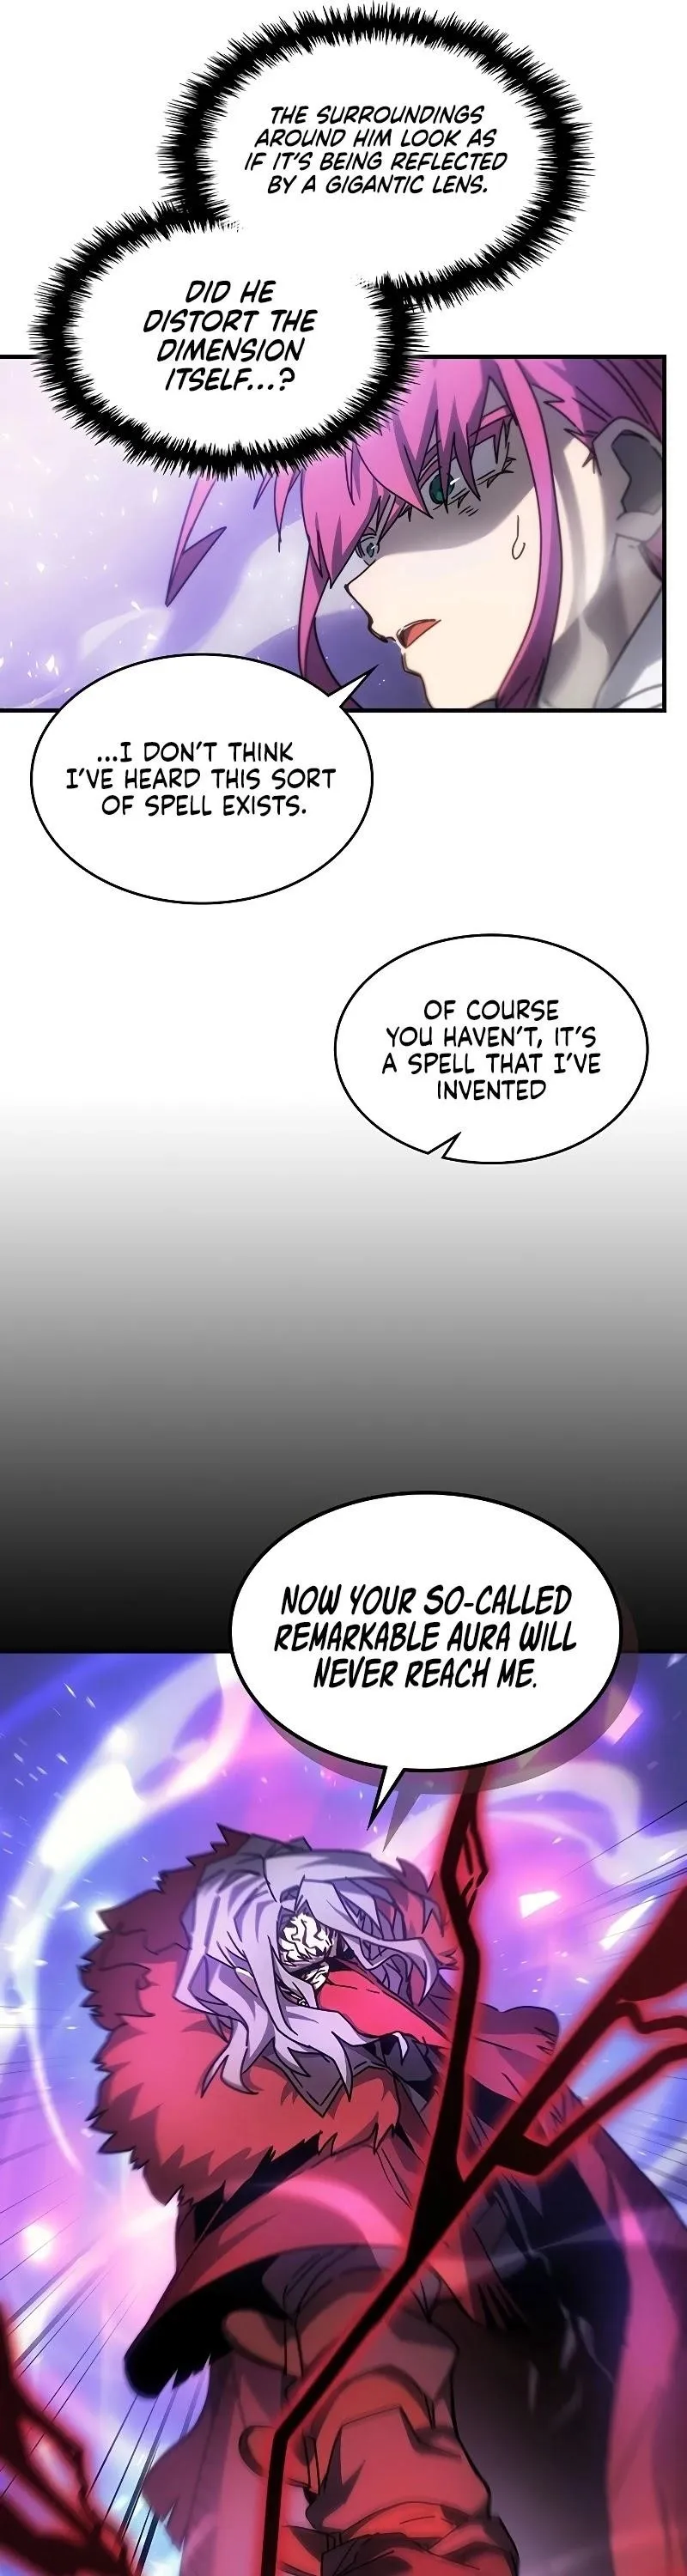 THE SURROUNDINGS
AROUND HIM LOOK AS
IF IT'S BEING REFLECTED
BY A GIGANTIC LENS.
DID HE
DISTORT THE
DIMENSION
ITSELF...?
...I DON'T THINK
I'VE HEARD THIS SORT
OF SPELL EXISTS.
OF COURSE
YOU HAVEN'T, IT'S
A SPELL THAT I'VE
INVENTED
NOW YOUR SO-CALLED
REMARKABLE AURA WILL
NEVER REACH ME.